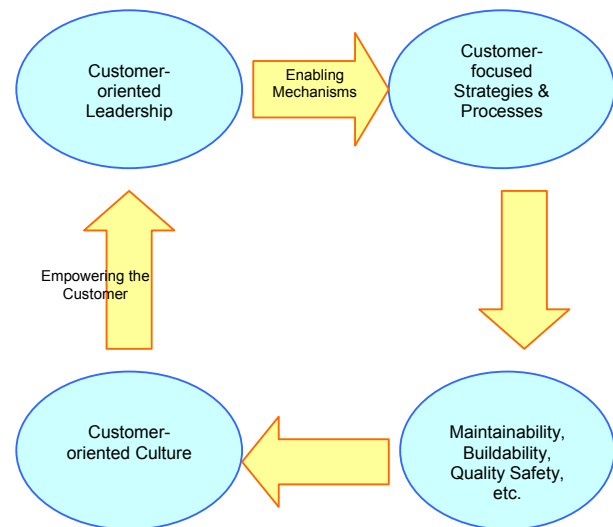 Customer-
oriented
Leadership
Enabling
Mechanisms
Customer-
focused
Strategies &
Processes
Empowering the
Customer
Customer-
oriented Culture
Maintainability,
Buildability,
Quality Safety,
etc.